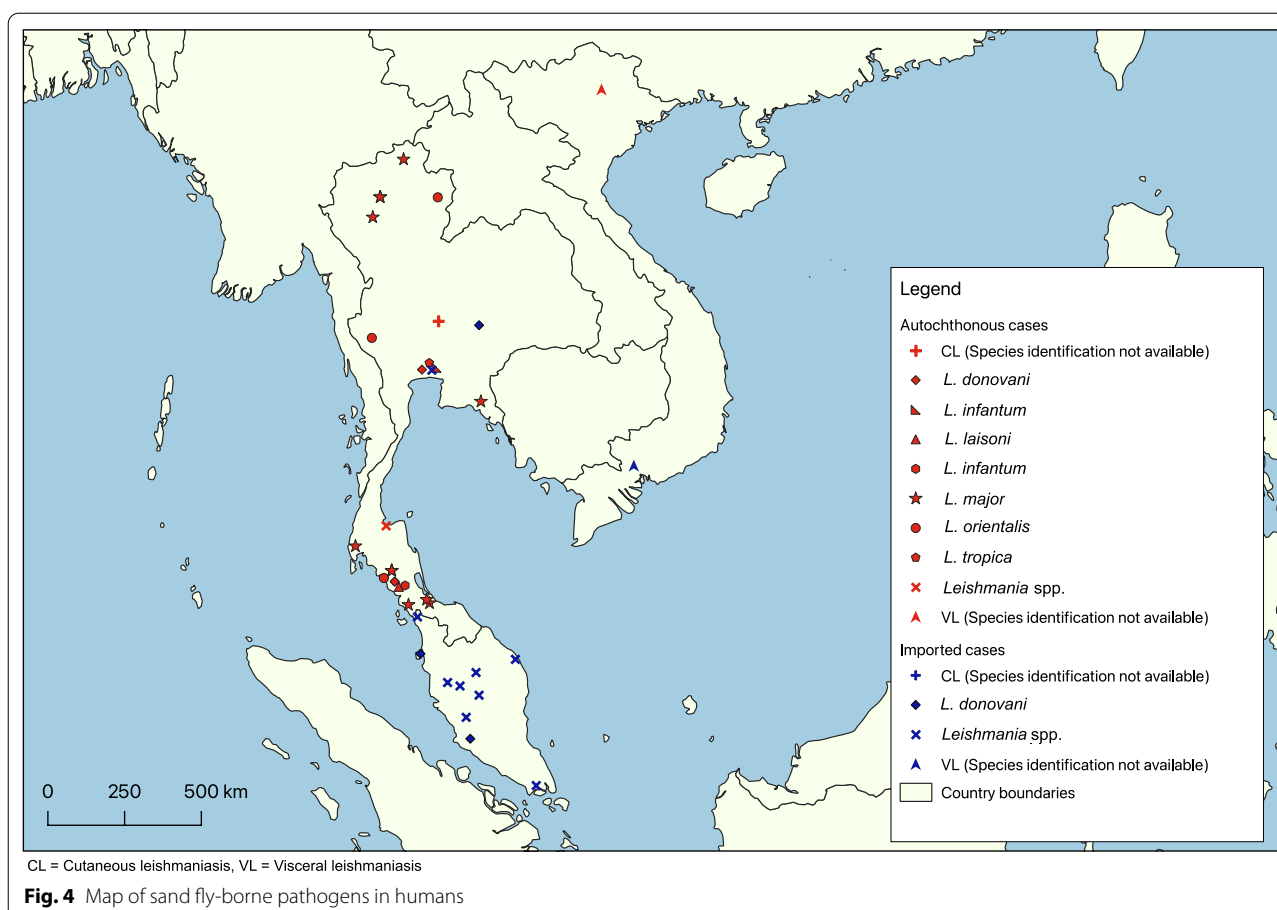 Legend
Autochthonous cases
CL (Species identification not available)
L. donovani
L. infantum
L. laisoni
L. infantum
L. major
L. orientalis
L. tropica
Leishmania spp.
VL (Species identification not available)
Imported cases
CL (Species identification not available)
L. donovani
Leishmania spp.
VL (Species identification not available)
Country boundaries
0 250 500 km
CL = Cutaneous leishmaniasis, VL = Visceral leishmaniasis
Fig. 4 Map of sand fly-borne pathogens in humans